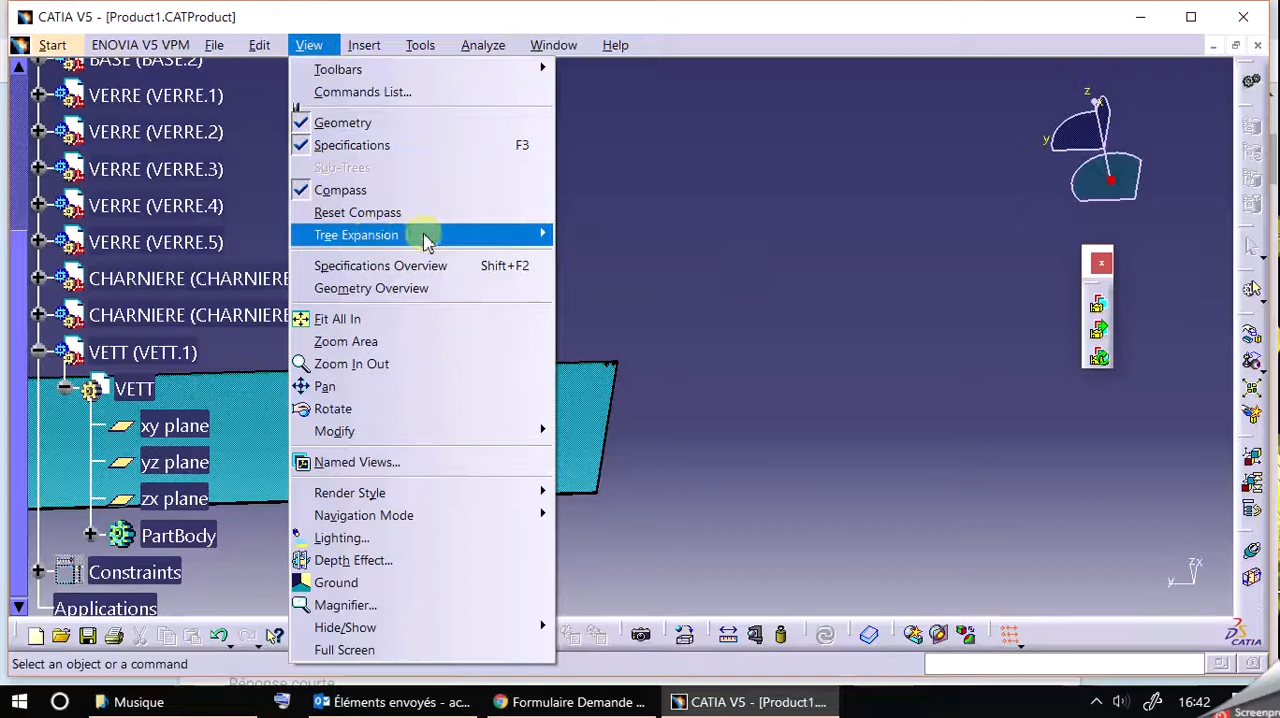 CATIA V5 - [Product1.CATProduct]
Start ENOVIA V5 VPM File Edit View Insert Tools Analyze Window Help
BASE (BASE.2)
VERRE (VERRE.1)
VERRE (VERRE.2)
VERRE (VERRE.3)
VERRE (VERRE.4)
VERRE (VERRE.5)
CHARNIERE (CHARNIERE
CHARNIERE (CHARNIERE
VETT (VETT.1)
VETT
xy plane
yz plane
zx plane
PartBody
Constraints
Applications
Toolbars
Commands List...
Geometry
Specifications F3
Sub-Trees
Compass
Reset Compass
Tree Expansion
Specifications Overview Shift+F2
Geometry Overview
Fit All In
Zoom Area
Zoom In Out
Pan
Rotate
Modify
Named Views...
Render Style
Navigation Mode
Lighting...
Depth Effect...
Ground
Magnifier...
Hide/Show
Full Screen
z
y
x
y zx
CATIA
Select an object or a command
Réponse courte
Musique Éléments envoyés - ac... Formulaire Demande ... CATIA V5 - [Product1.... 16:42
Screenpr